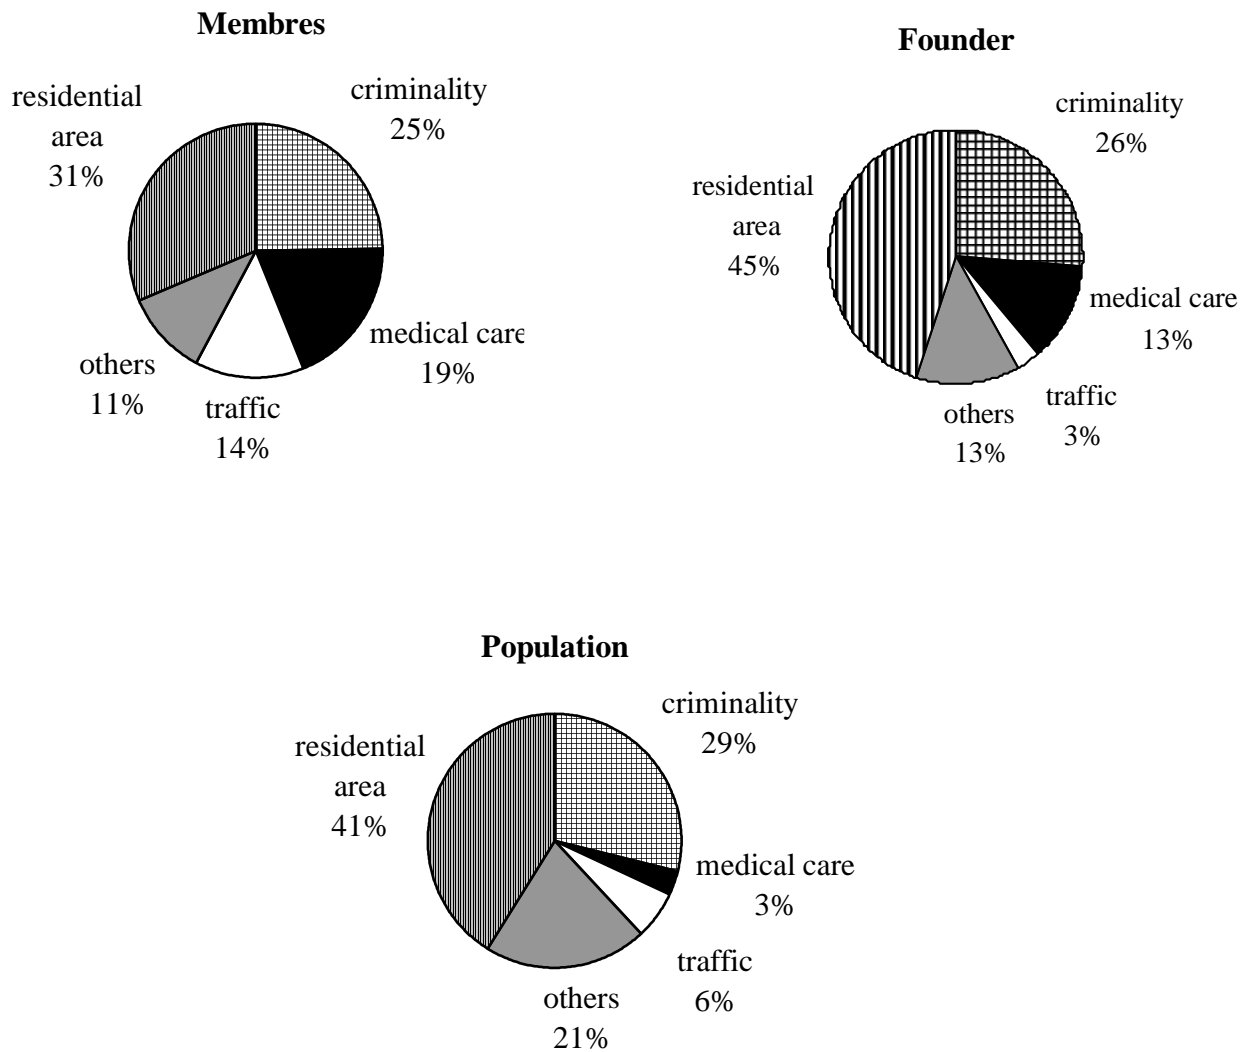 Membres
residential
area
31%
criminality
25%
medical care
19%
traffic
14%
others
11%
Founder
residential
area
45%
criminality
26%
medical care
13%
traffic
3%
others
13%
Population
residential
area
41%
criminality
29%
medical care
3%
traffic
6%
others
21%